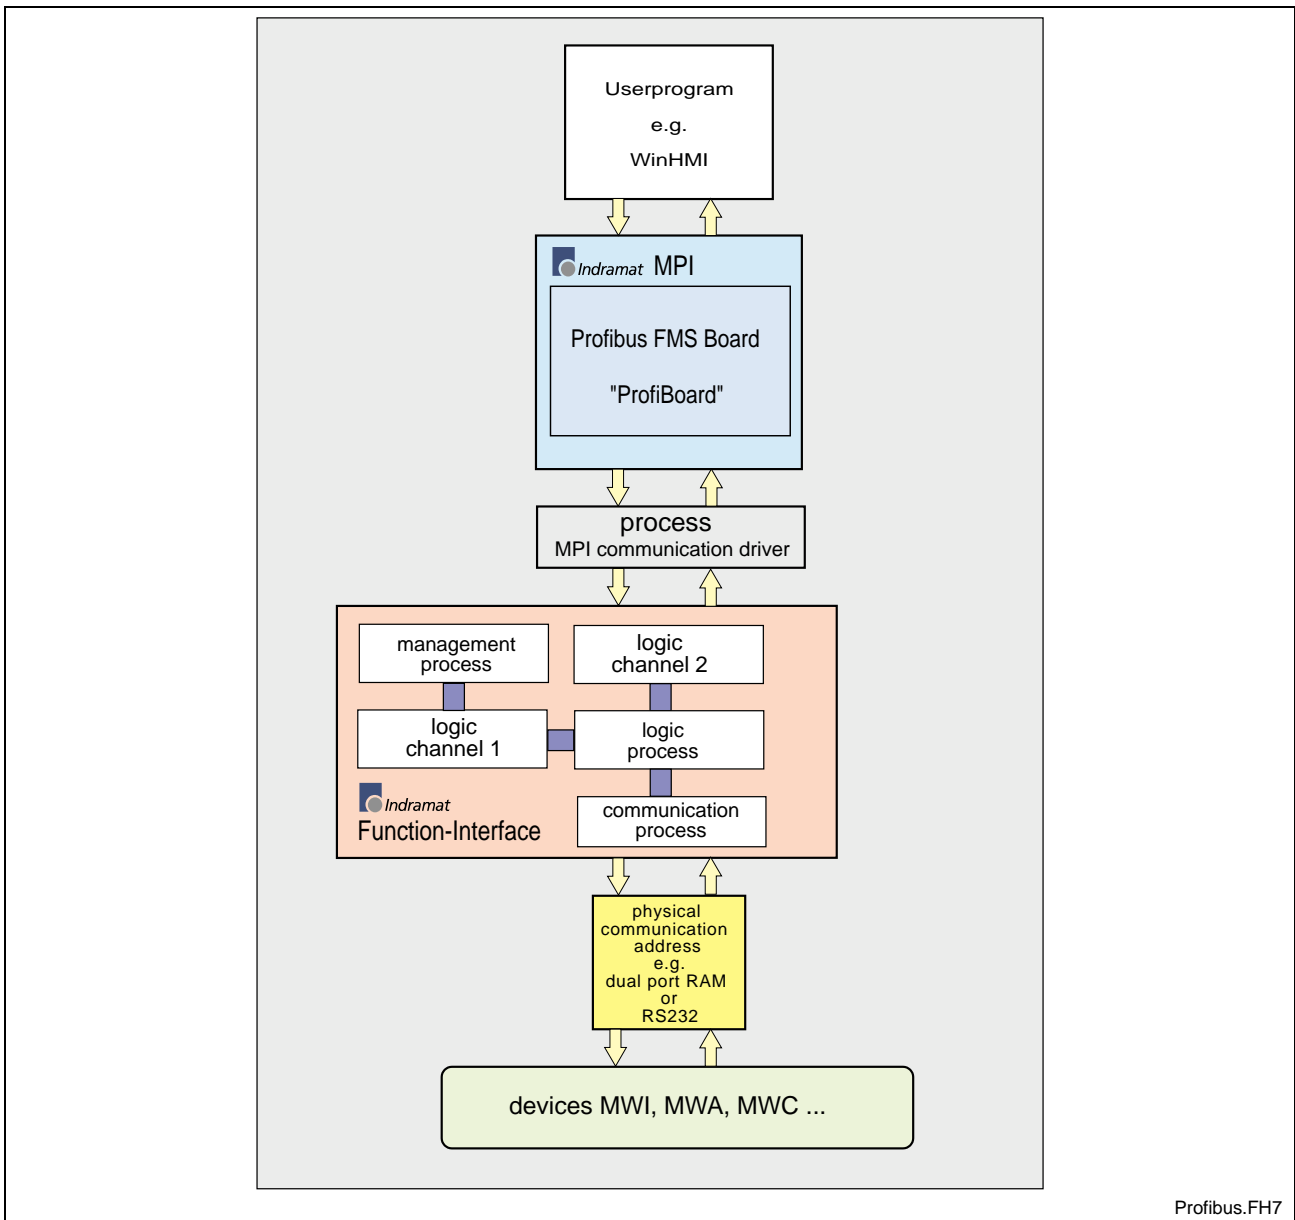 Userprogram
e.g.
WinHMI
Indramat MPI
Profibus FMS Board
"ProfiBoard"
process
MPI communication driver
management
process
logic
channel 2
logic
channel 1
logic
process
Indramat
Function-Interface
communication
process
physical
communication
address
e.g.
dual port RAM
or
RS232
devices MWI, MWA, MWC ...
Profibus.FH7